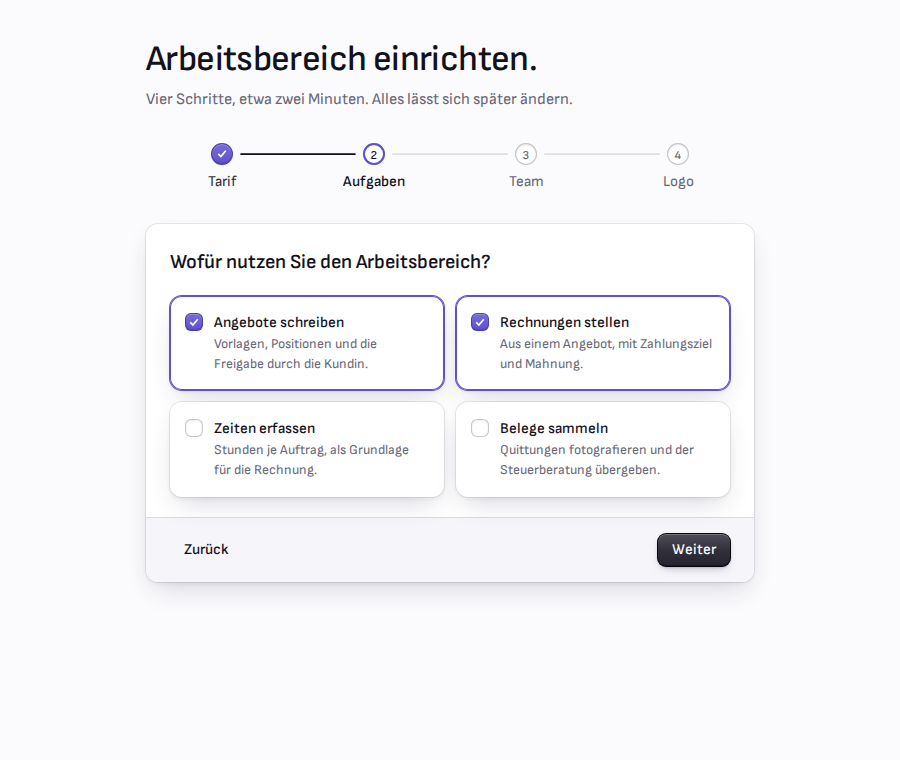 Arbeitsbereich einrichten.
Vier Schritte, etwa zwei Minuten. Alles lässt sich später ändern.
2
3
4
Tarif
Aufgaben
Team
Logo
Wofür nutzen Sie den Arbeitsbereich?
Angebote schreiben
Vorlagen, Positionen und die
Freigabe durch die Kundin.
Rechnungen stellen
Aus einem Angebot, mit Zahlungsziel
und Mahnung.
Zeiten erfassen
Stunden je Auftrag, als Grundlage
für die Rechnung.
Belege sammeln
Quittungen fotografieren und der
Steuerberatung übergeben.
Zurück
Weiter